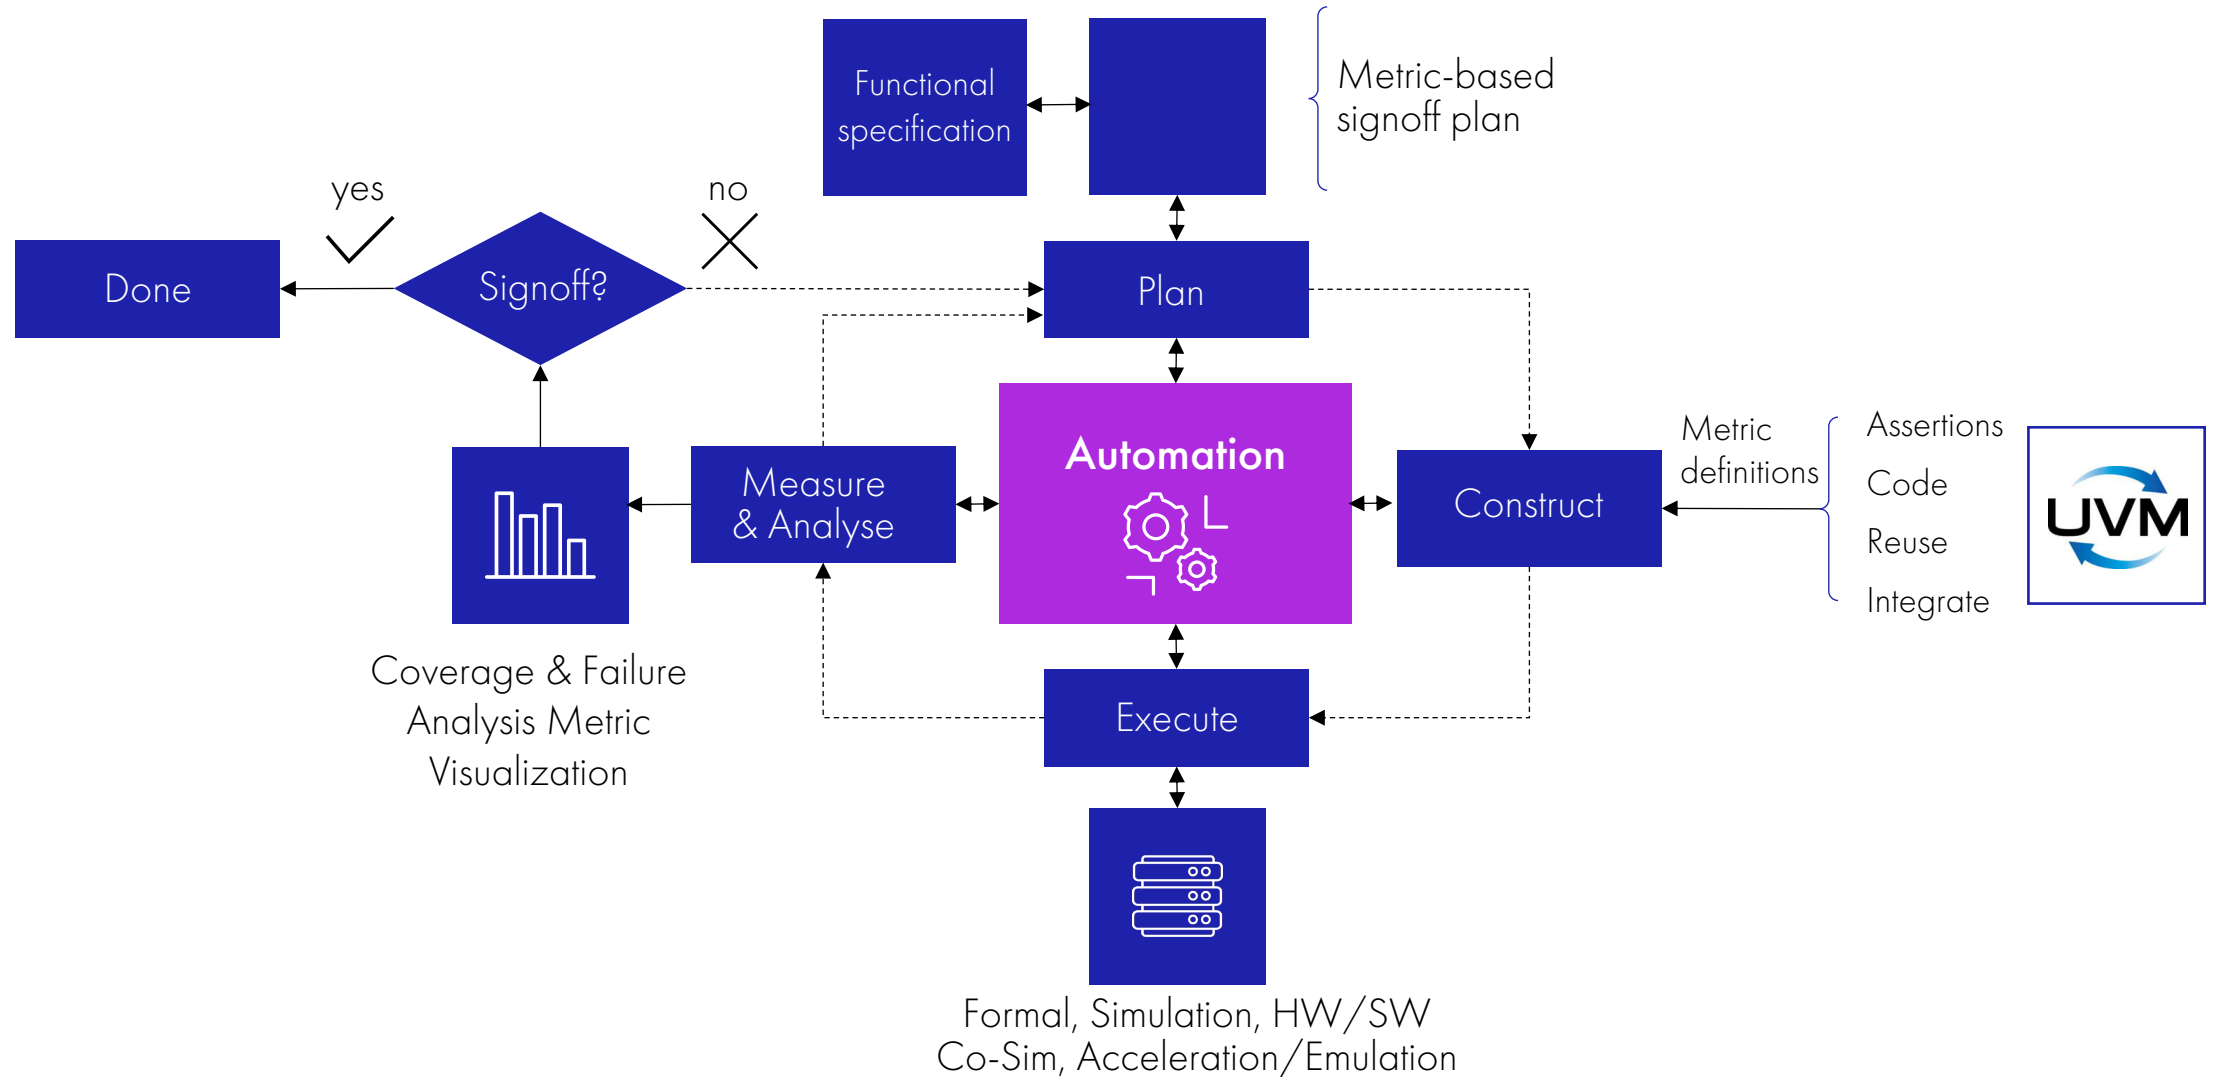 Functional
specification
Metric-based
signoff plan
yes
no
Done
Signoff?
Plan
Automation
Measure
& Analyse
Construct
Metric
definitions
Assertions
Code
Reuse
Integrate
UVM
Coverage & Failure
Analysis Metric
Visualization
Execute
Formal, Simulation, HW/SW
Co-Sim, Acceleration/Emulation